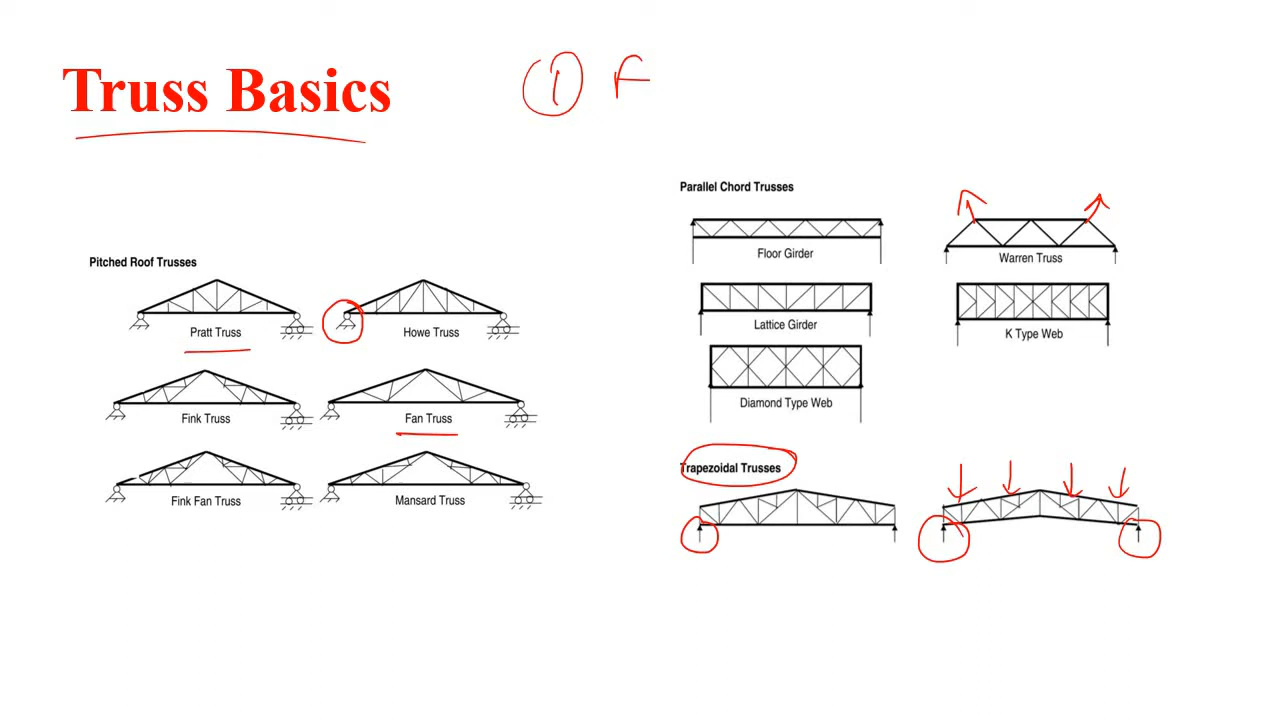 Truss Basics
① F
Pitched Roof Trusses
Pratt Truss
Howe Truss
Fink Truss
Fan Truss
Fink Fan Truss
Mansard Truss
Parallel Chord Trusses
Floor Girder
Warren Truss
Lattice Girder
K Type Web
Diamond Type Web
Trapezoidal Trusses